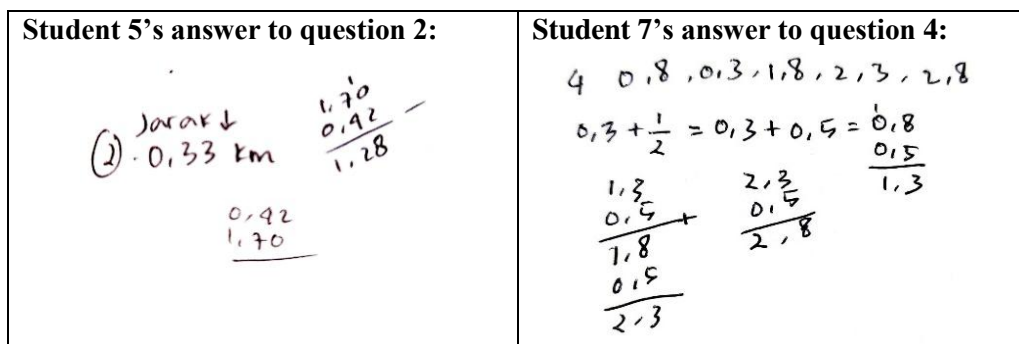 Student 5's answer to question 2:
Jarak ↓
② . 0,33 km
1
1,70
0,42 −
1,28
0,42
1,70
Student 7's answer to question 4:
4 0,8 , 0,3 , 1,8 , 2,3 , 2,8
0,3 + 1/2 = 0,3 + 0,5 = 0,8
0,5
1,3
1,3
0,5 +
1,8
0,5
2,3
2,3
0,5
2,8